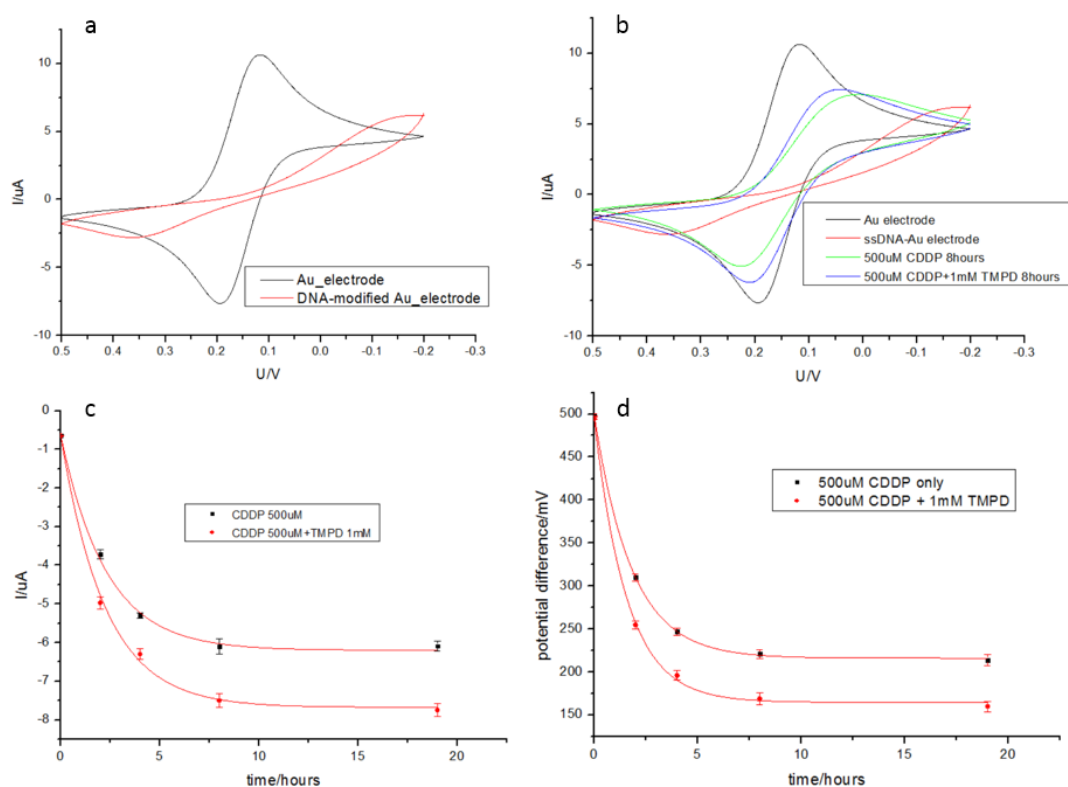 a
10
5
0
-5
-10
I/uA
0.5 0.4 0.3 0.2 0.1 0.0 -0.1 -0.2 -0.3
U/V
Au_electrode
DNA-modified Au_electrode
b
10
5
0
-5
-10
I/uA
0.5 0.4 0.3 0.2 0.1 0.0 -0.1 -0.2 -0.3
U/V
Au electrode
ssDNA-Au electrode
500uM CDDP 8hours
500uM CDDP+1mM TMPD 8hours
c
0
-1
-2
-3
-4
-5
-6
-7
-8
I/uA
0 5 10 15 20
time/hours
CDDP 500uM
CDDP 500uM+TMPD 1mM
d
500
450
400
350
300
250
200
150
potential difference/mV
0 5 10 15 20
time/hours
500uM CDDP only
500uM CDDP + 1mM TMPD